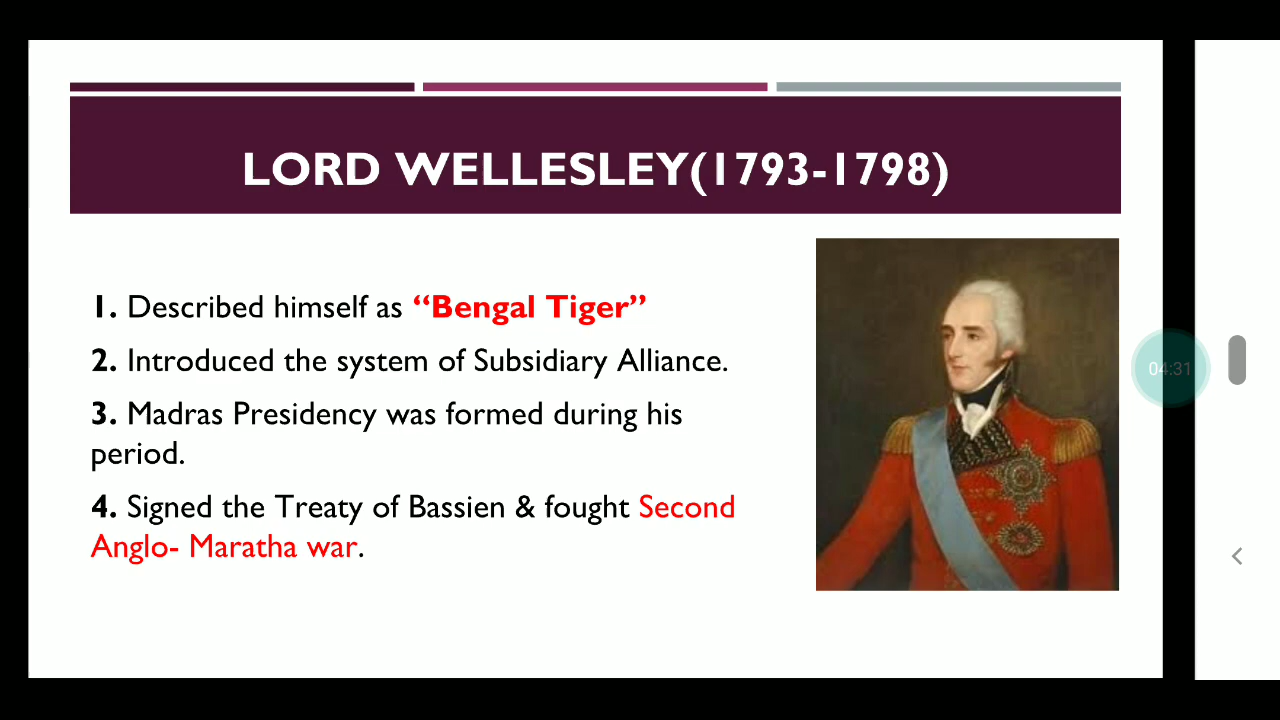 LORD WELLESLEY(1793-1798)
1. Described himself as “Bengal Tiger”
2. Introduced the system of Subsidiary Alliance.
3. Madras Presidency was formed during his
period.
4. Signed the Treaty of Bassien & fought Second
Anglo- Maratha war.
04:31